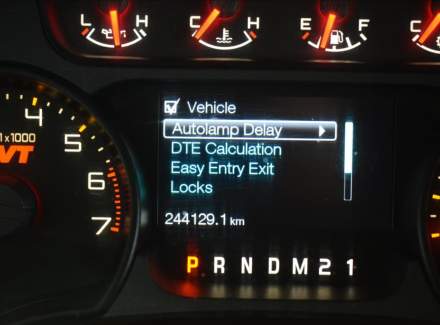 L H C H E F C
4
5
6
7
x1000
VT
Vehicle
Autolamp Delay
DTE Calculation
Easy Entry Exit
Locks
244129.1 km
P R N D M 2 1